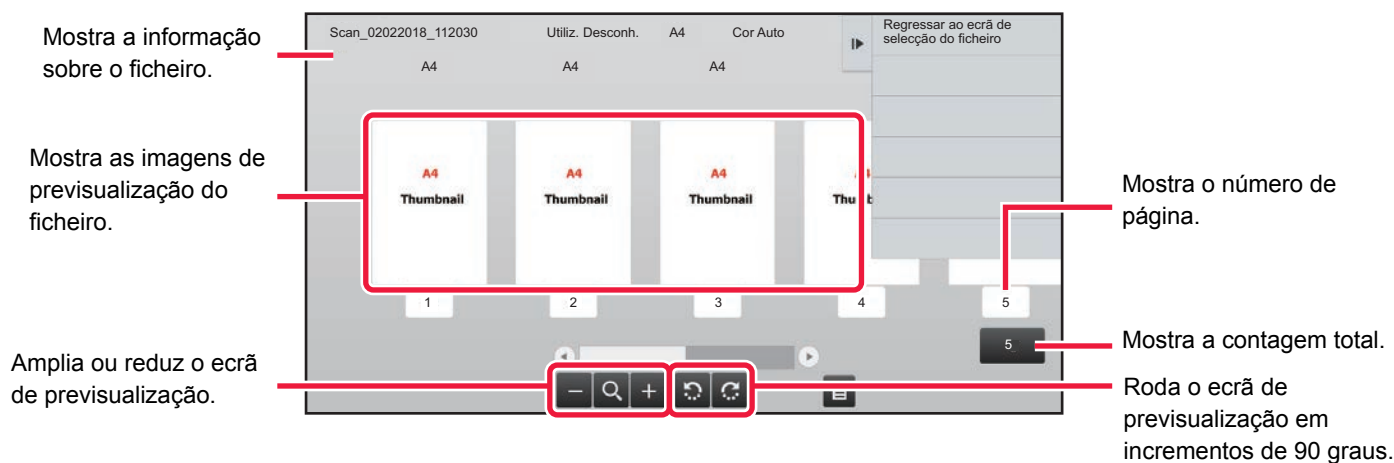 Mostra a informação
sobre o ficheiro.
Mostra as imagens de
previsualização do
ficheiro.
Amplia ou reduz o ecrã
de previsualização.
Scan_02022018_112030 Utiliz. Desconh. A4 Cor Auto
A4 A4 A4
Regressar ao ecrã de
selecção do ficheiro
A4 A4 A4
Thumbnail Thumbnail Thumbnail
1 2 3 4 5
5
Mostra o número de
página.
Mostra a contagem total.
Roda o ecrã de
previsualização em
incrementos de 90 graus.